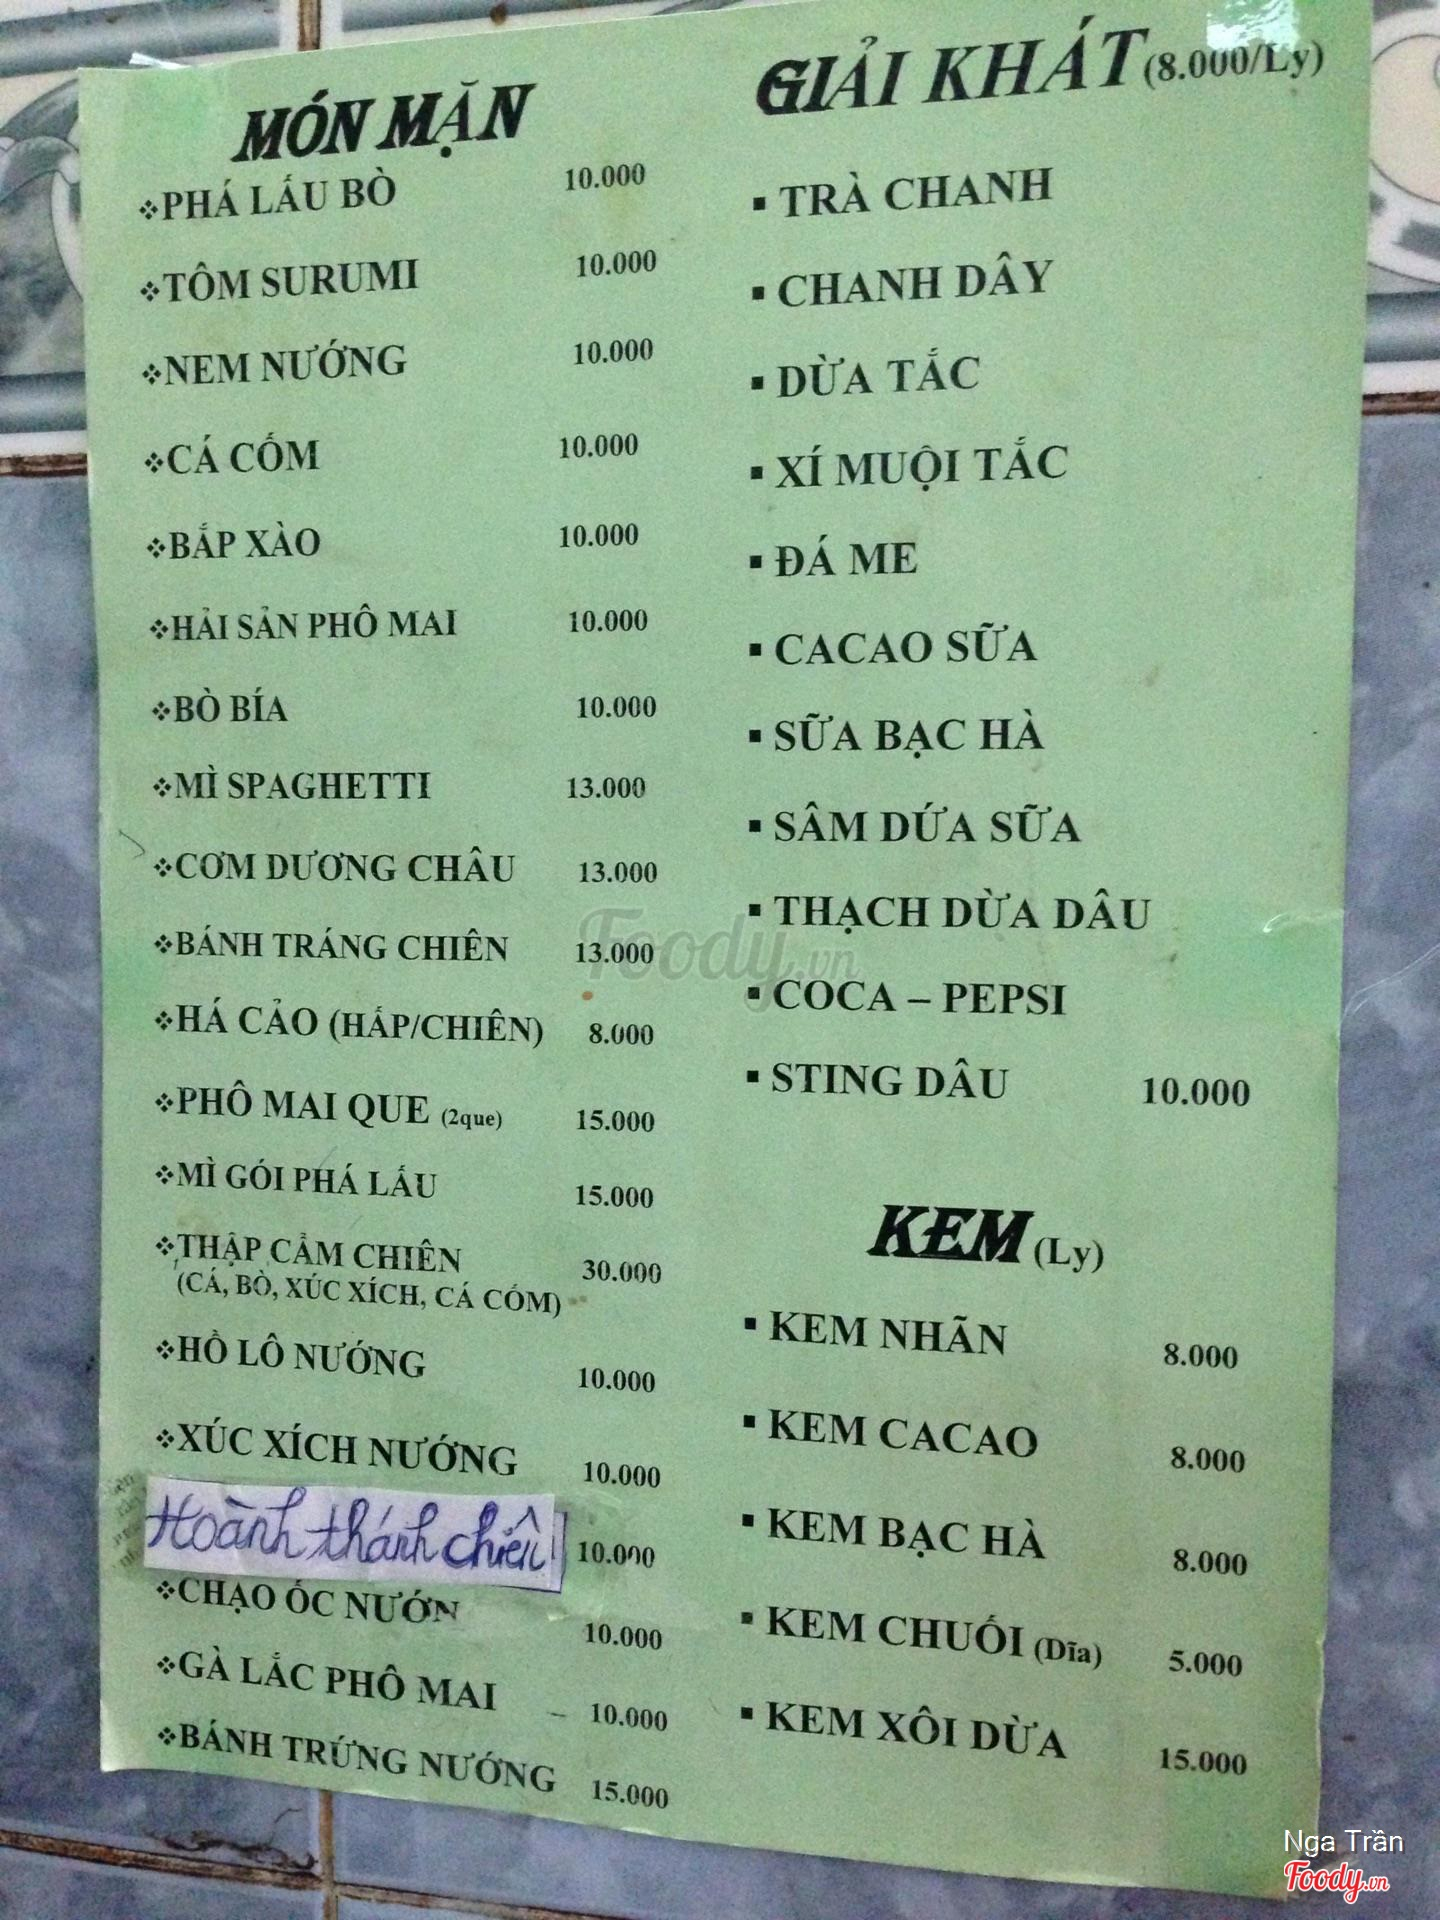 MÓN MẶN
❖PHÁ LẤU BÒ 10.000
❖TÔM SURUMI 10.000
❖NEM NƯỚNG 10.000
❖CÁ CỐM 10.000
❖BẮP XÀO 10.000
❖HẢI SẢN PHÔ MAI 10.000
❖BÒ BÍA 10.000
❖MÌ SPAGHETTI 13.000
❖CƠM DƯƠNG CHÂU 13.000
❖BÁNH TRÁNG CHIÊN 13.000
❖HÁ CẢO (HẤP/CHIÊN) 8.000
❖PHÔ MAI QUE (2que) 15.000
❖MÌ GÓI PHÁ LẤU 15.000
❖THẬP CẨM CHIÊN 30.000
(CÁ, BÒ, XÚC XÍCH, CÁ CỐM)
❖HỒ LÔ NƯỚNG 10.000
❖XÚC XÍCH NƯỚNG 10.000
Hoành thánh chiên 10.000
❖CHẠO ỐC NƯỚN 10.000
❖GÀ LẮC PHÔ MAI 10.000
❖BÁNH TRỨNG NƯỚNG 15.000
GIẢI KHÁT (8.000/Ly)
▪ TRÀ CHANH
▪ CHANH DÂY
▪ DỪA TẮC
▪ XÍ MUỘI TẮC
▪ ĐÁ ME
▪ CACAO SỮA
▪ SỮA BẠC HÀ
▪ SÂM DỨA SỮA
▪ THẠCH DỪA DÂU
▪ COCA – PEPSI
▪ STING DÂU 10.000
KEM (Ly)
▪ KEM NHÃN 8.000
▪ KEM CACAO 8.000
▪ KEM BẠC HÀ 8.000
▪ KEM CHUỐI (Dĩa) 5.000
▪ KEM XÔI DỪA 15.000
Foody.vn
Nga Trần
Foody.vn